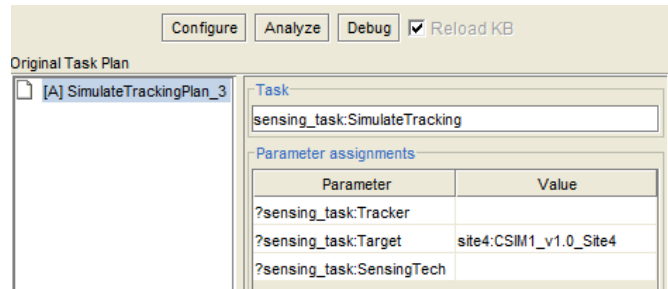 Configure Analyze Debug Reload KB
Original Task Plan
[A] SimulateTrackingPlan_3
Task
sensing_task:SimulateTracking
Parameter assignments
Parameter Value
?sensing_task:Tracker
?sensing_task:Target site4:CSIM1_v1.0_Site4
?sensing_task:SensingTech